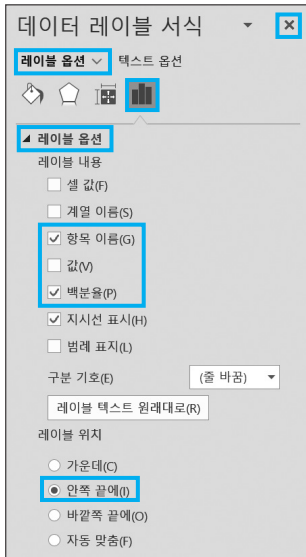 데이터 레이블 서식
레이블 옵션 텍스트 옵션
레이블 옵션
레이블 내용
셀 값(F)
계열 이름(S)
항목 이름(G)
값(V)
백분율(P)
지시선 표시(H)
범례 표지(L)
구분 기호(E) (줄 바꿈)
레이블 텍스트 원래대로(R)
레이블 위치
가운데(C)
안쪽 끝에(I)
바깥쪽 끝에(O)
자동 맞춤(F)